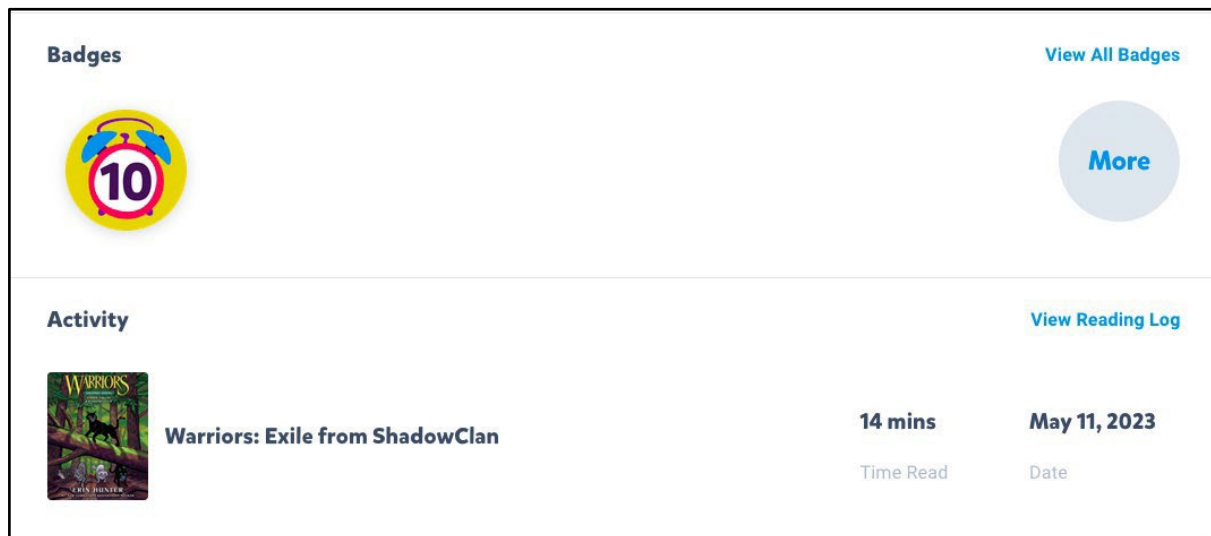 Badges
View All Badges
10
More
Activity
View Reading Log
WARRIORS
Warriors: Exile from ShadowClan
14 mins
May 11, 2023
Time Read
Date
ERIN HUNTER